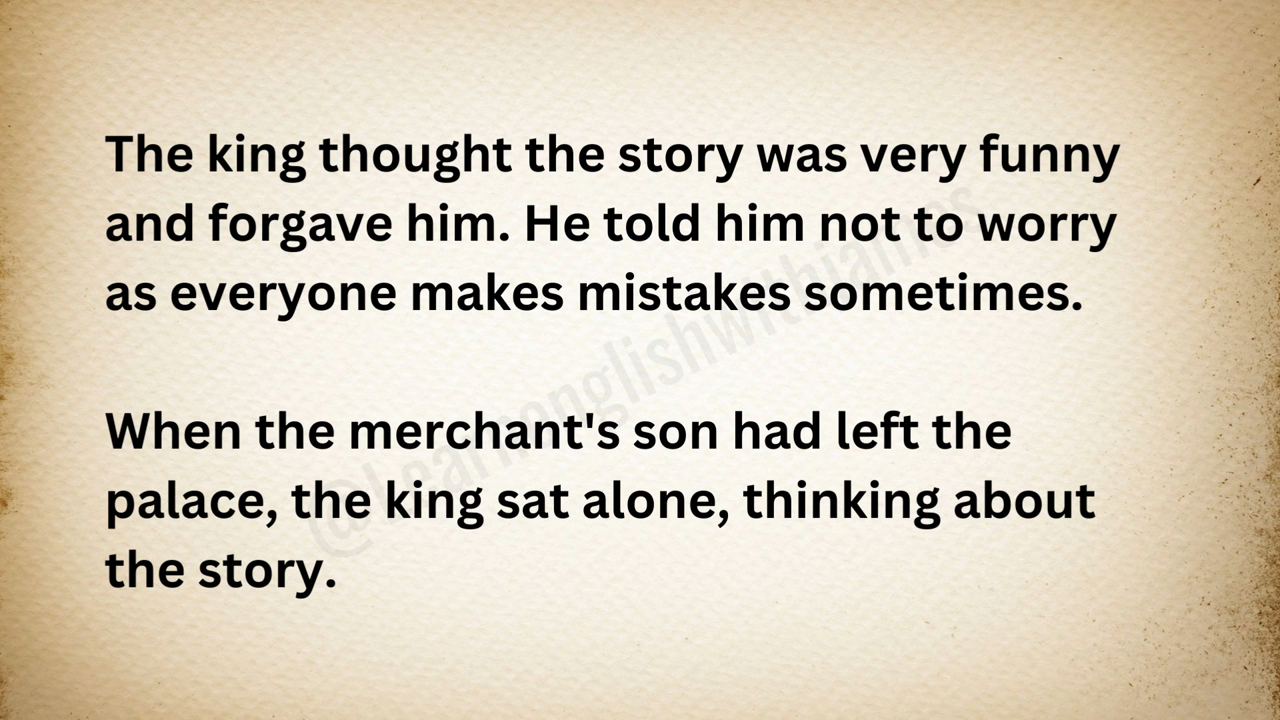 The king thought the story was very funny
and forgave him. He told him not to worry
as everyone makes mistakes sometimes.
When the merchant's son had left the
palace, the king sat alone, thinking about
the story.
@Learnenglishwithjames